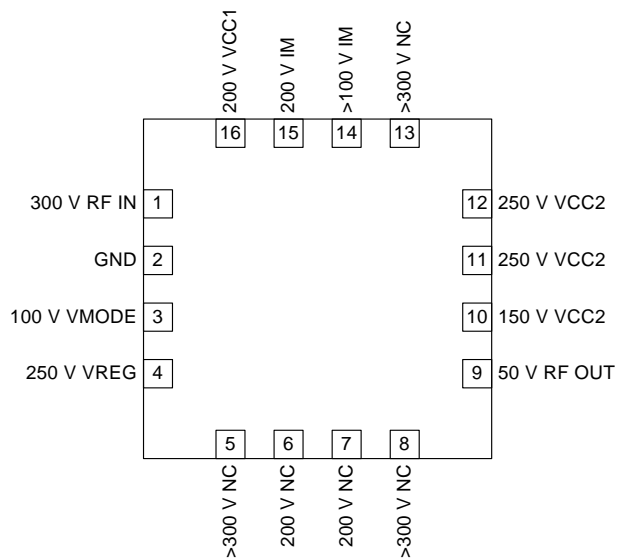 200 V VCC1
200 V IM
>100 V IM
>300 V NC
16
15
14
13
300 V RF IN 1
12 250 V VCC2
GND 2
11 250 V VCC2
100 V VMODE 3
10 150 V VCC2
250 V VREG 4
9 50 V RF OUT
5
6
7
8
>300 V NC
200 V NC
200 V NC
>300 V NC